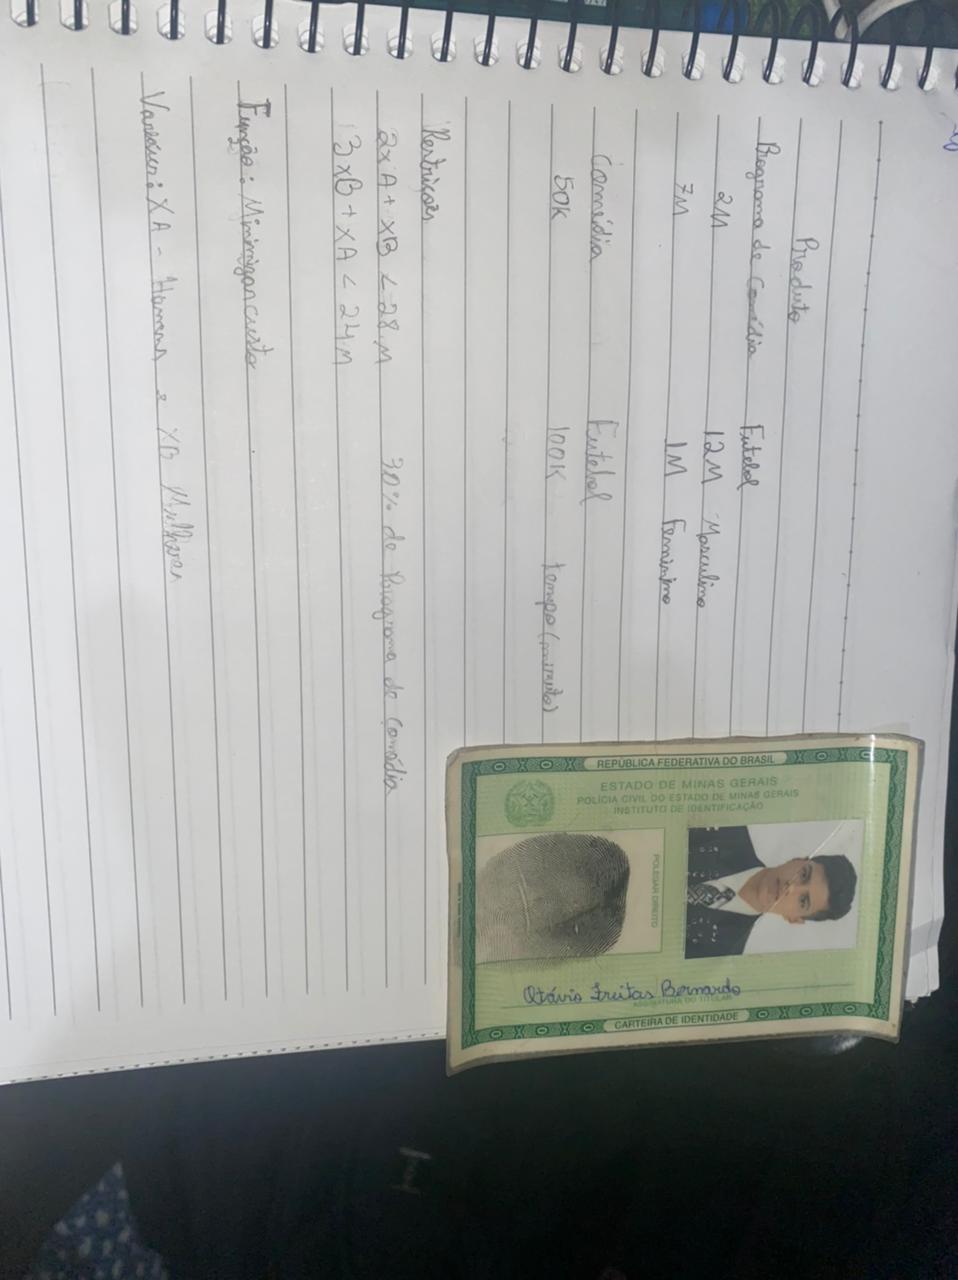 Produto
Programa de Comédia Futebol
2M 12M - Masculino
7M 1M Feminino
Comédia Futebol
50K 100K tempo (minuto)
Restriçoes
2xA + xB < 28M 30% de Programa de Comédia
3xB + xA < 24M
Função: Minimizar custo
Variáveis: XA - Homens e XB Mulheres
REPÚBLICA FEDERATIVA DO BRASIL
ESTADO DE MINAS GERAIS
POLÍCIA CIVIL DO ESTADO DE MINAS GERAIS
INSTITUTO DE IDENTIFICAÇÃO
POLEGAR DIREITO
Otávio Freitas Bernardo
ASSINATURA DO TITULAR
CARTEIRA DE IDENTIDADE